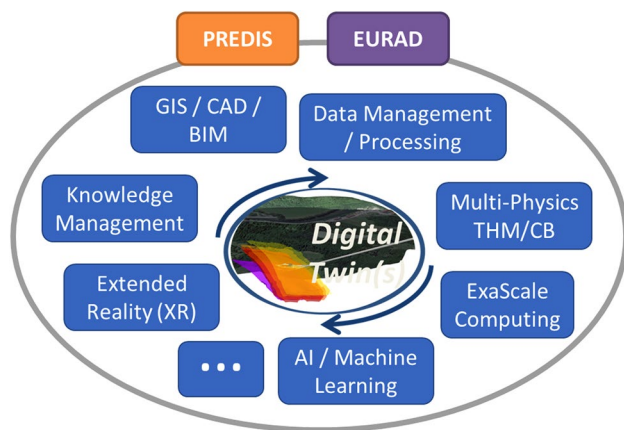 PREDIS
EURAD
GIS / CAD /
BIM
Data Management
/ Processing
Knowledge
Management
Multi-Physics
THM/CB
Digital
Twin(s)
Extended
Reality (XR)
ExaScale
Computing
...
AI / Machine
Learning